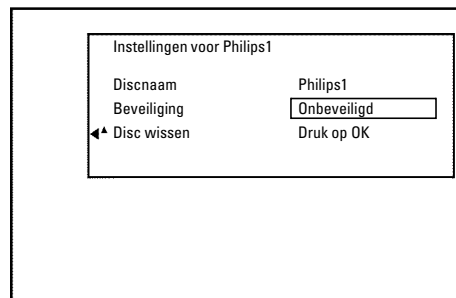 Instellingen voor Philips1
Discnaam Philips1
Beveiliging Onbeveiligd
Disc wissen Druk op OK